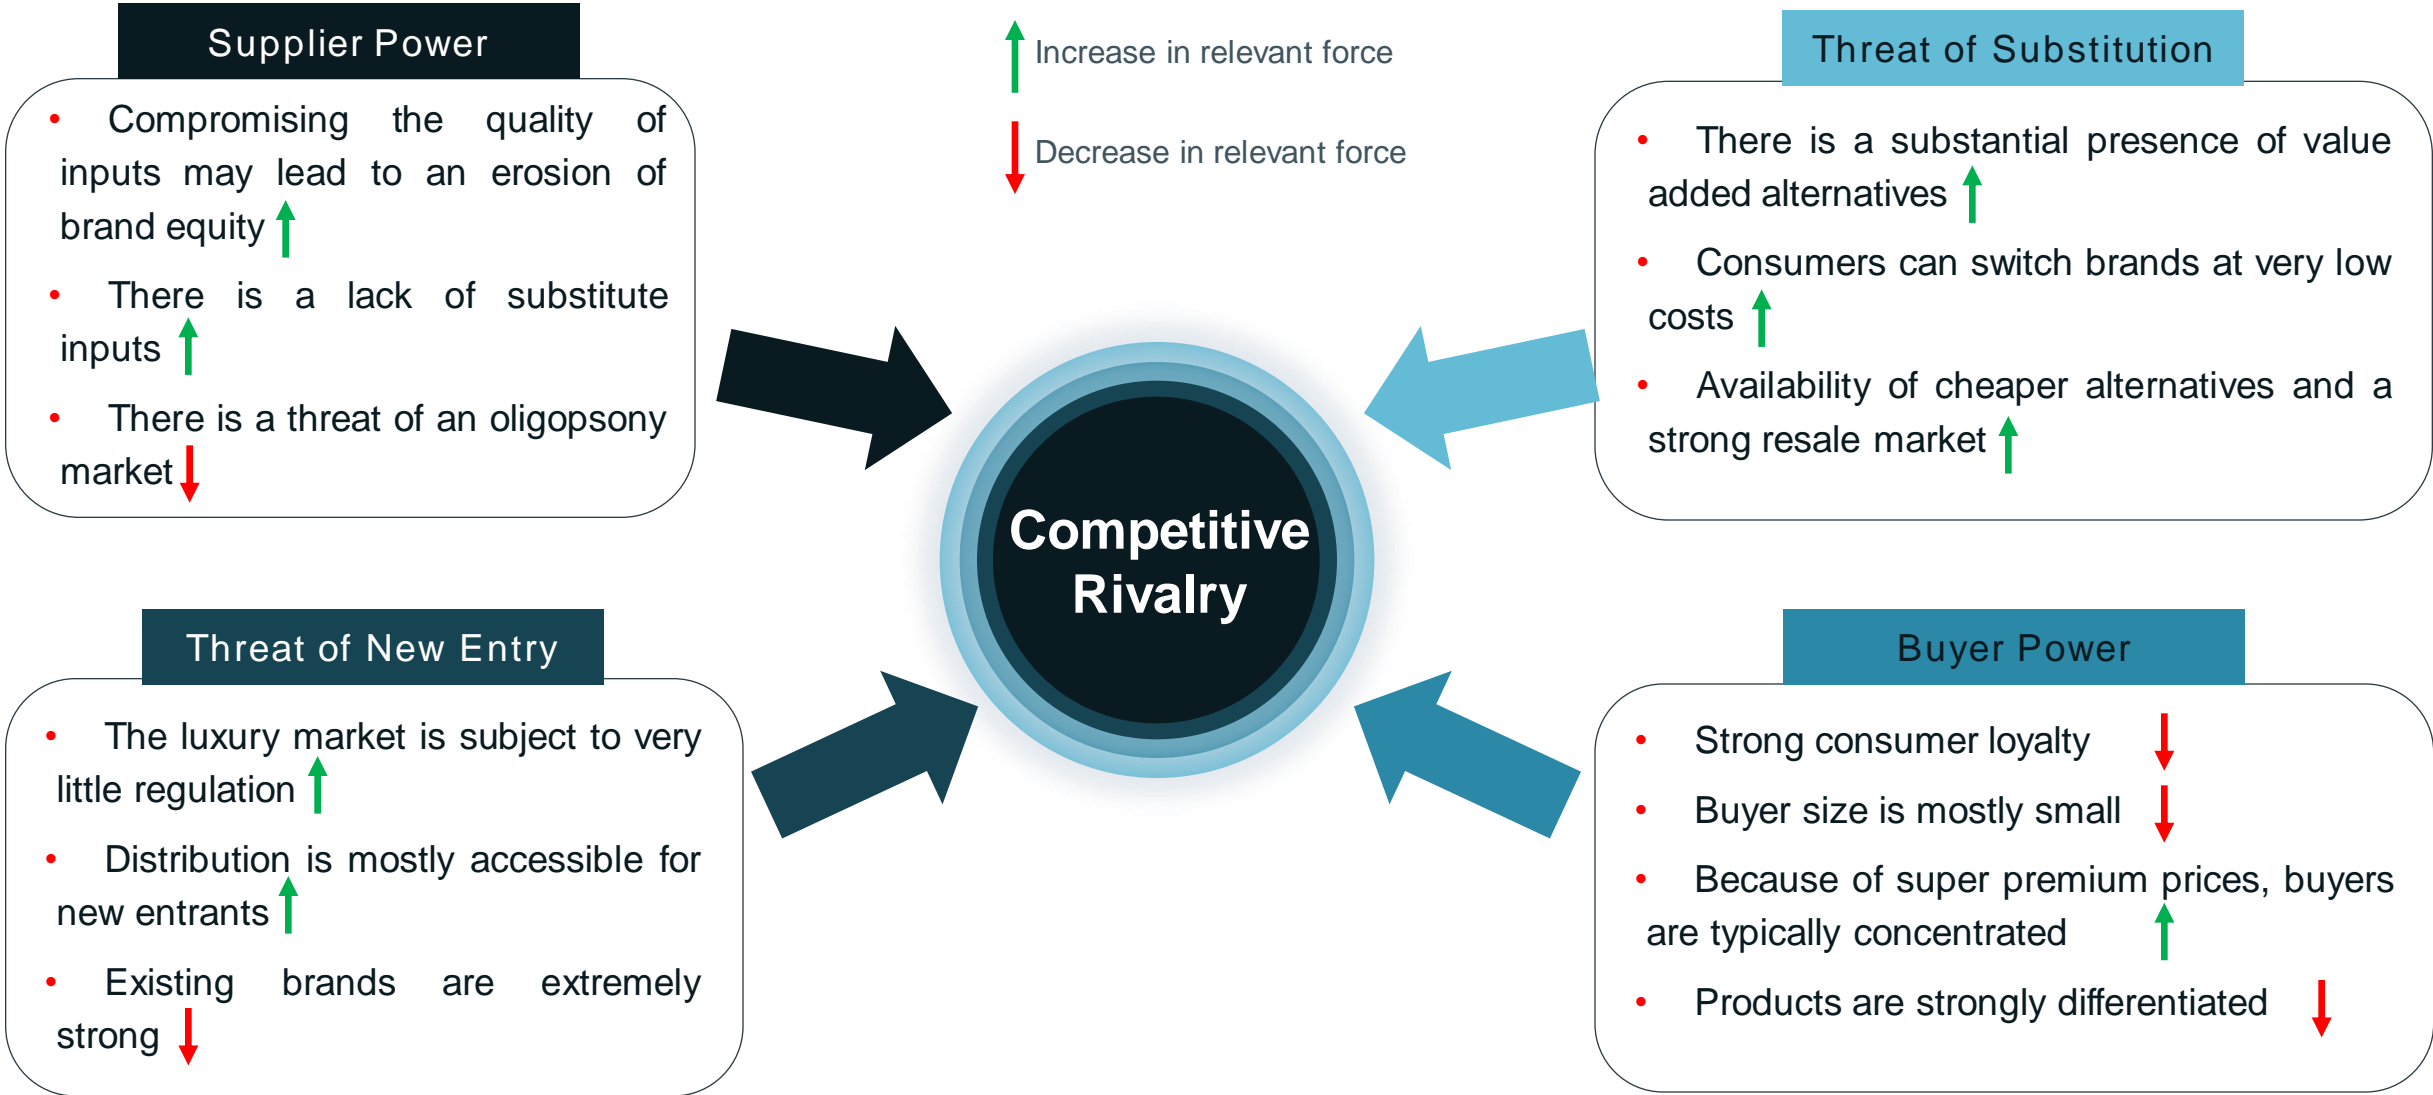 Supplier Power
• Compromising the quality of
inputs may lead to an erosion of
brand equity
• There is a lack of substitute
inputs
• There is a threat of an oligopsony
market
Increase in relevant force
Decrease in relevant force
Threat of Substitution
• There is a substantial presence of value
added alternatives
• Consumers can switch brands at very low
costs
• Availability of cheaper alternatives and a
strong resale market
Competitive
Rivalry
Threat of New Entry
• The luxury market is subject to very
little regulation
• Distribution is mostly accessible for
new entrants
• Existing brands are extremely
strong
Buyer Power
• Strong consumer loyalty
• Buyer size is mostly small
• Because of super premium prices, buyers
are typically concentrated
• Products are strongly differentiated